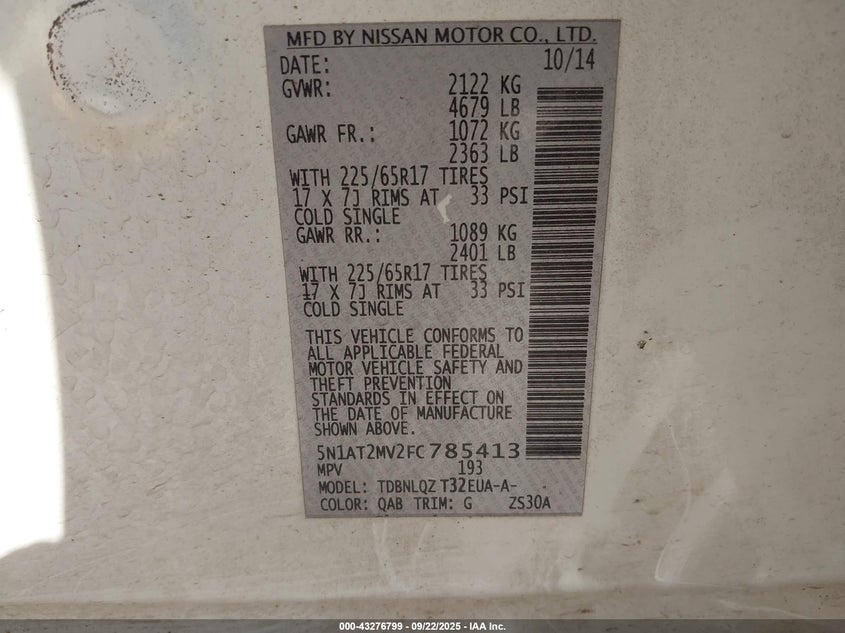 MFD BY NISSAN MOTOR CO., LTD.
DATE: 10/14
GVWR: 2122 KG
4679 LB
GAWR FR.: 1072 KG
2363 LB
WITH 225/65R17 TIRES
17 X 7J RIMS AT 33 PSI
COLD SINGLE
GAWR RR.: 1089 KG
2401 LB
WITH 225/65R17 TIRES
17 X 7J RIMS AT 33 PSI
COLD SINGLE
THIS VEHICLE CONFORMS TO
ALL APPLICABLE FEDERAL
MOTOR VEHICLE SAFETY AND
THEFT PREVENTION
STANDARDS IN EFFECT ON
THE DATE OF MANUFACTURE
SHOWN ABOVE.
5N1AT2MV2FC785413
MPV 193
MODEL: TDBNLQZ T32EUA-A- -
COLOR: QAB TRIM: G ZS30A
000-43276799 - 09/22/2025 - IAA Inc.